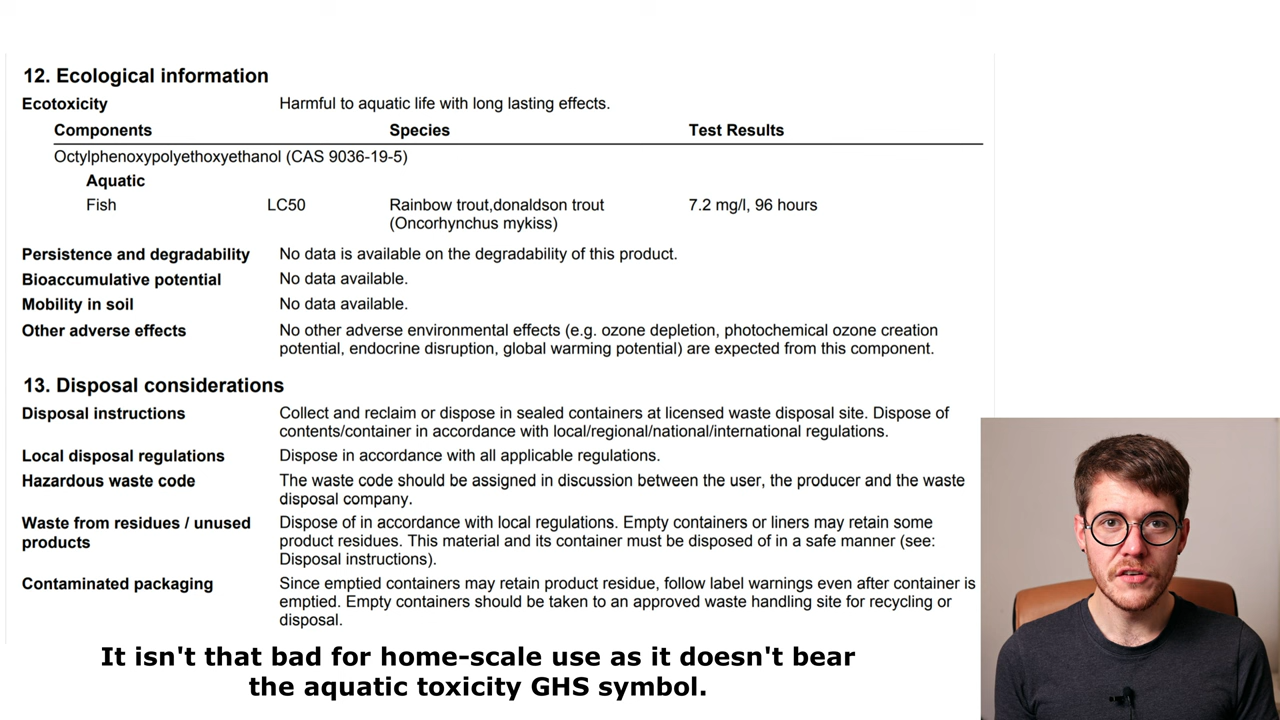 12. Ecological information
Ecotoxicity Harmful to aquatic life with long lasting effects.
Components Species Test Results
Octylphenoxypolyethoxyethanol (CAS 9036-19-5)
Aquatic
Fish LC50 Rainbow trout,donaldson trout 7.2 mg/l, 96 hours
(Oncorhynchus mykiss)
Persistence and degradability No data is available on the degradability of this product.
Bioaccumulative potential No data available.
Mobility in soil No data available.
Other adverse effects No other adverse environmental effects (e.g. ozone depletion, photochemical ozone creation
potential, endocrine disruption, global warming potential) are expected from this component.
13. Disposal considerations
Disposal instructions Collect and reclaim or dispose in sealed containers at licensed waste disposal site. Dispose of
contents/container in accordance with local/regional/national/international regulations.
Local disposal regulations Dispose in accordance with all applicable regulations.
Hazardous waste code The waste code should be assigned in discussion between the user, the producer and the waste
disposal company.
Waste from residues / unused Dispose of in accordance with local regulations. Empty containers or liners may retain some
products product residues. This material and its container must be disposed of in a safe manner (see:
Disposal instructions).
Contaminated packaging Since emptied containers may retain product residue, follow label warnings even after container is
emptied. Empty containers should be taken to an approved waste handling site for recycling or
disposal.
It isn't that bad for home-scale use as it doesn't bear
the aquatic toxicity GHS symbol.